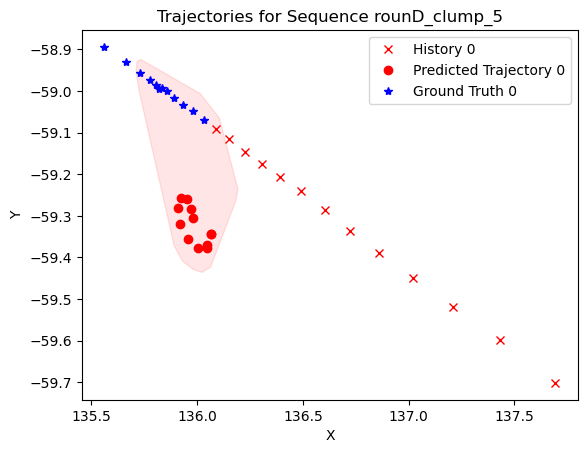 Trajectories for Sequence rounD_clump_5
History 0
Predicted Trajectory 0
Ground Truth 0
Y
−58.9
−59.0
−59.1
−59.2
−59.3
−59.4
−59.5
−59.6
−59.7
135.5 136.0 136.5 137.0 137.5
X